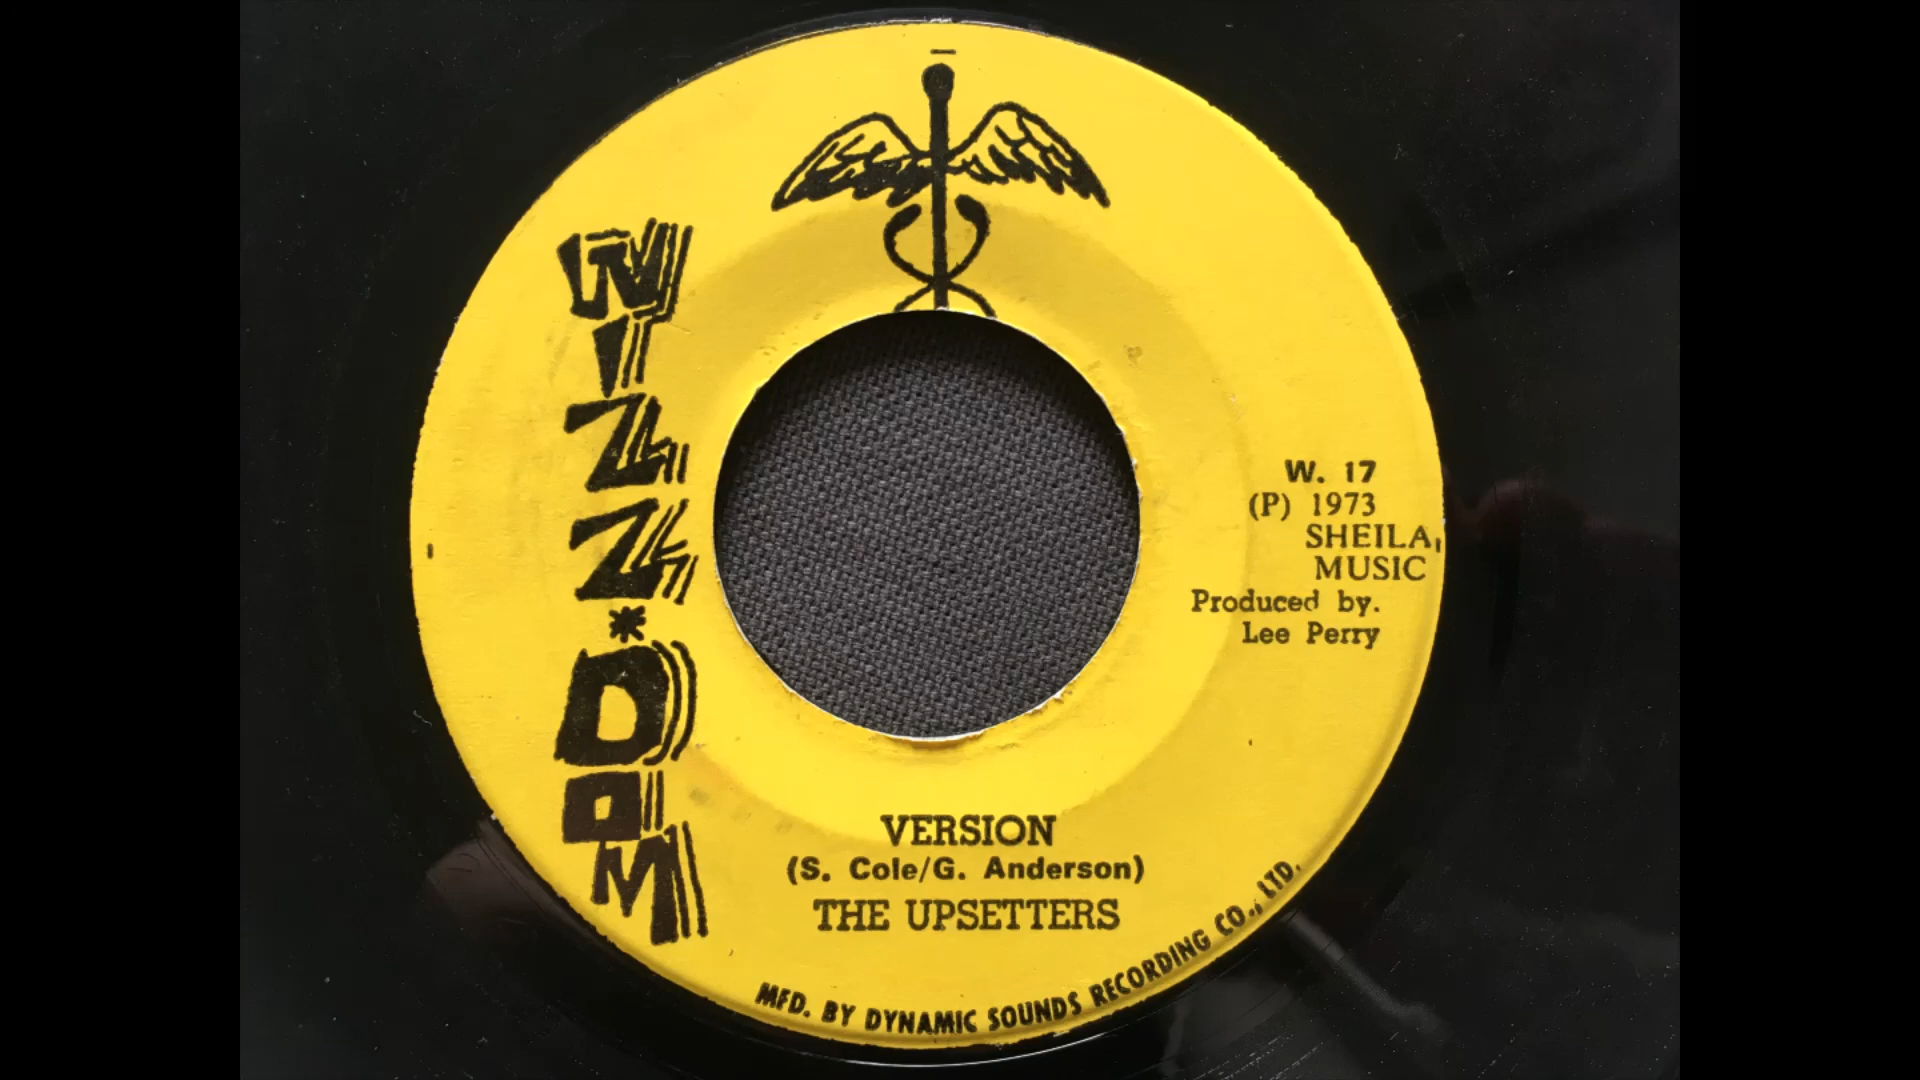 WIZZ*DOM
W. 17
(P) 1973
SHEILA
MUSIC
Produced by.
Lee Perry
VERSION
(S. Cole/G. Anderson)
THE UPSETTERS
MFD. BY DYNAMIC SOUNDS RECORDING CO., LTD.